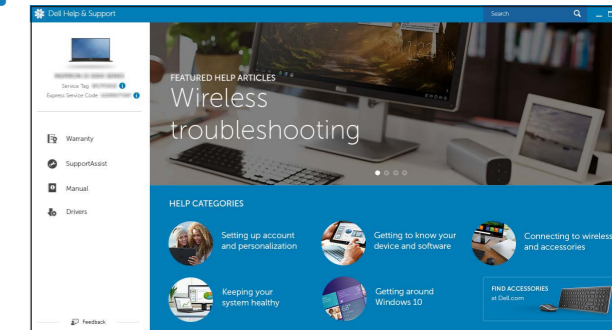 Dell Help & Support
Search
Service Tag
Express Service Code
Warranty
SupportAssist
Manual
Drivers
Feedback
FEATURED HELP ARTICLES
Wireless
troubleshooting
HELP CATEGORIES
Setting up account
and personalization
Getting to know your
device and software
Connecting to wireless
and accessories
Keeping your
system healthy
Getting around
Windows 10
FIND ACCESSORIES
at Dell.com